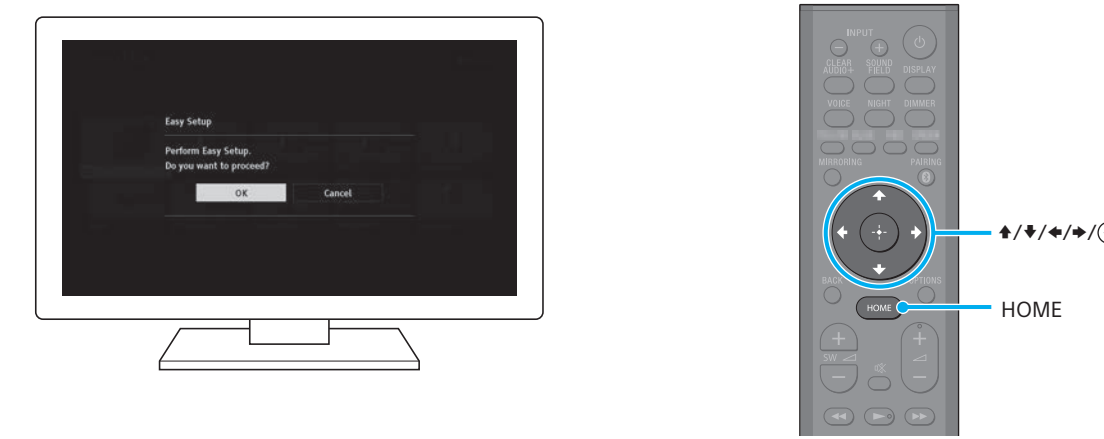 Easy Setup
Perform Easy Setup.
Do you want to proceed?
OK Cancel
INPUT
CLEAR AUDIO+
SOUND FIELD
DISPLAY
VOICE NIGHT DIMMER
MIRRORING PAIRING
BACK OPTIONS
HOME
SW
HOME